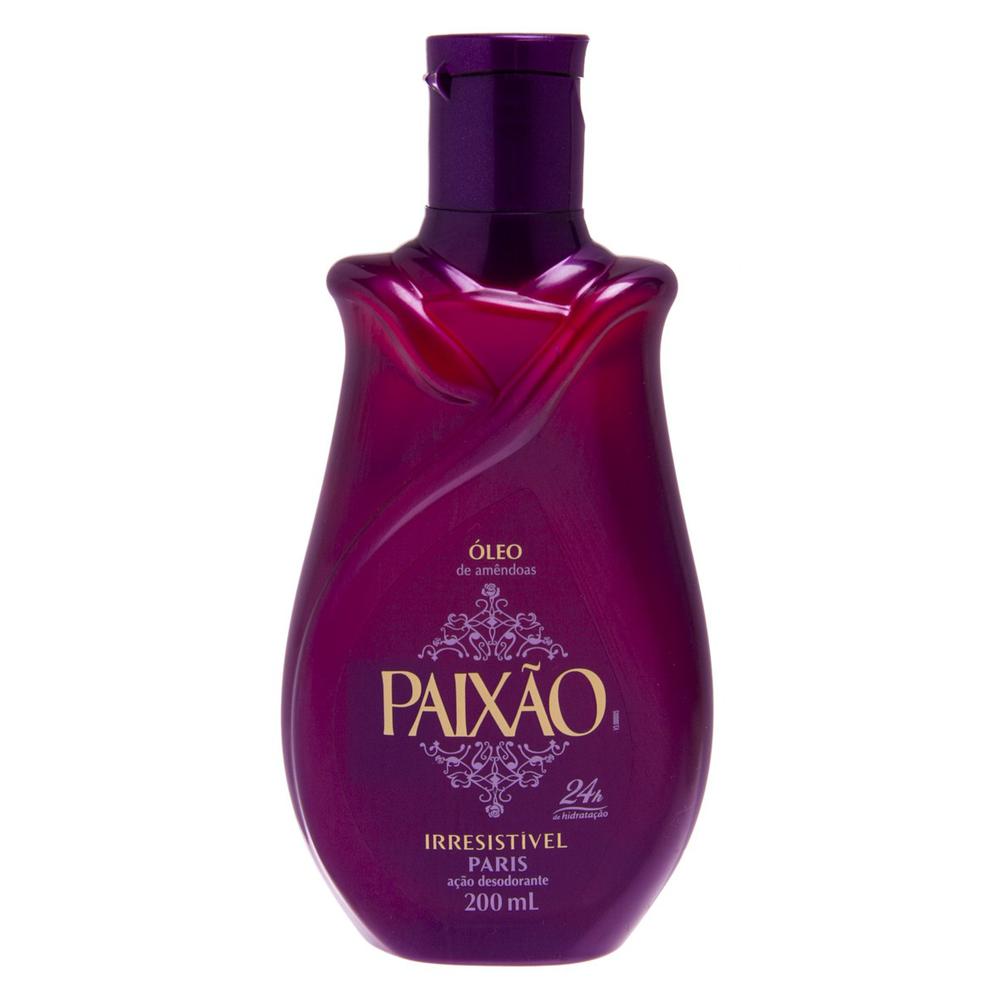 ÓLEO
de amêndoas
PAIXÃO
24h
de hidratação
IRRESISTÍVEL
PARIS
ação desodorante
200 mL